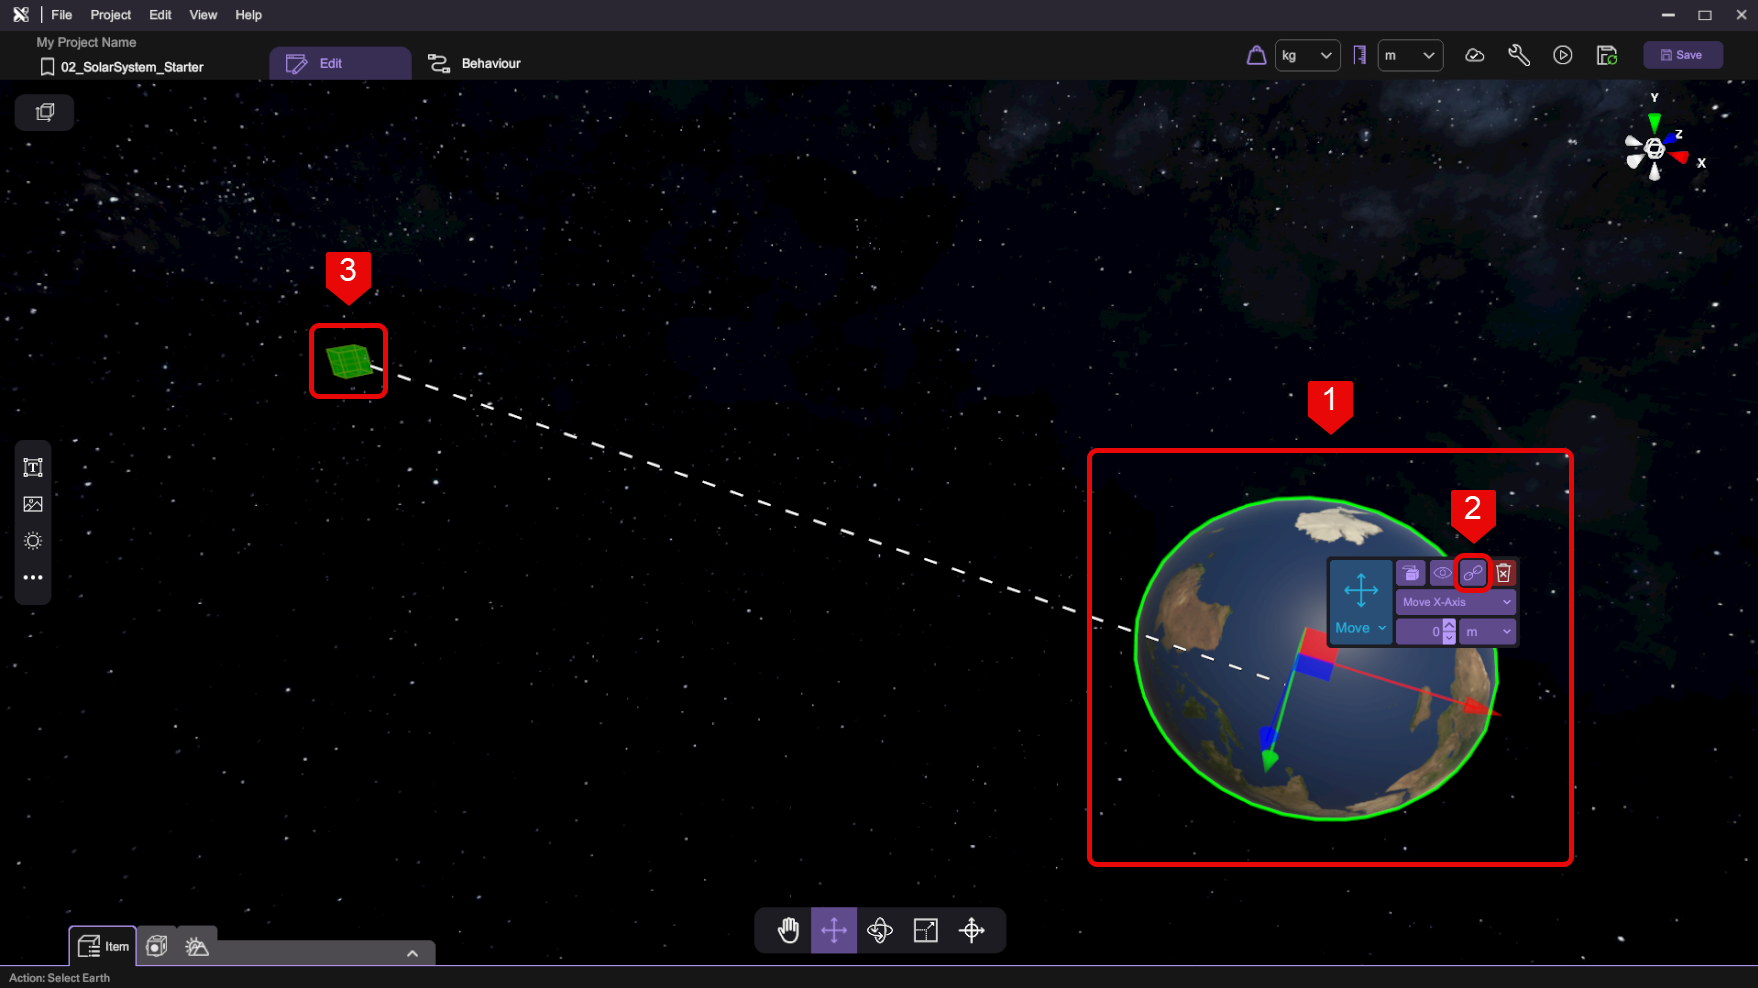 File Project Edit View Help
My Project Name
02_SolarSystem_Starter
Edit
Behaviour
kg
m
Save
Y
Z
X
3
1
2
Move X-Axis
Move
0
m
T
Item
Action: Select Earth